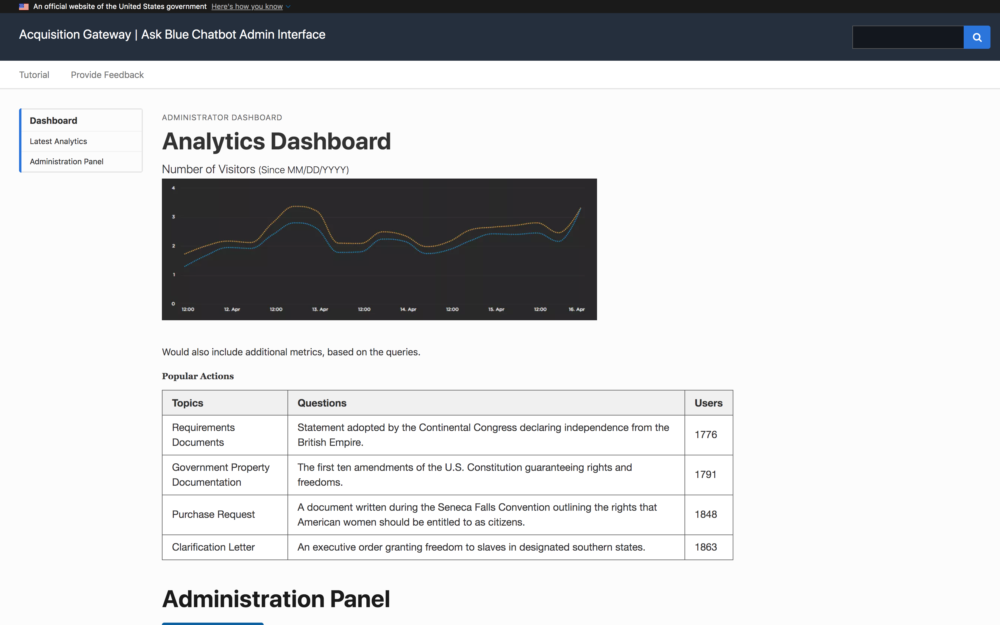 An official website of the United States government Here's how you know
Acquisition Gateway | Ask Blue Chatbot Admin Interface
Tutorial Provide Feedback
Dashboard
Latest Analytics
Administration Panel
ADMINISTRATOR DASHBOARD
Analytics Dashboard
Number of Visitors (Since MM/DD/YYYY)
4
3
2
1
0
12:00 12. Apr 12:00 13. Apr 12:00 14. Apr 12:00 15. Apr 12:00 16. Apr
Would also include additional metrics, based on the queries.
Popular Actions
Topics Questions Users
Requirements
Documents
Statement adopted by the Continental Congress declaring independence from the
British Empire.
1776
Government Property
Documentation
The first ten amendments of the U.S. Constitution guaranteeing rights and
freedoms.
1791
Purchase Request
A document written during the Seneca Falls Convention outlining the rights that
American women should be entitled to as citizens.
1848
Clarification Letter
An executive order granting freedom to slaves in designated southern states.
1863
Administration Panel